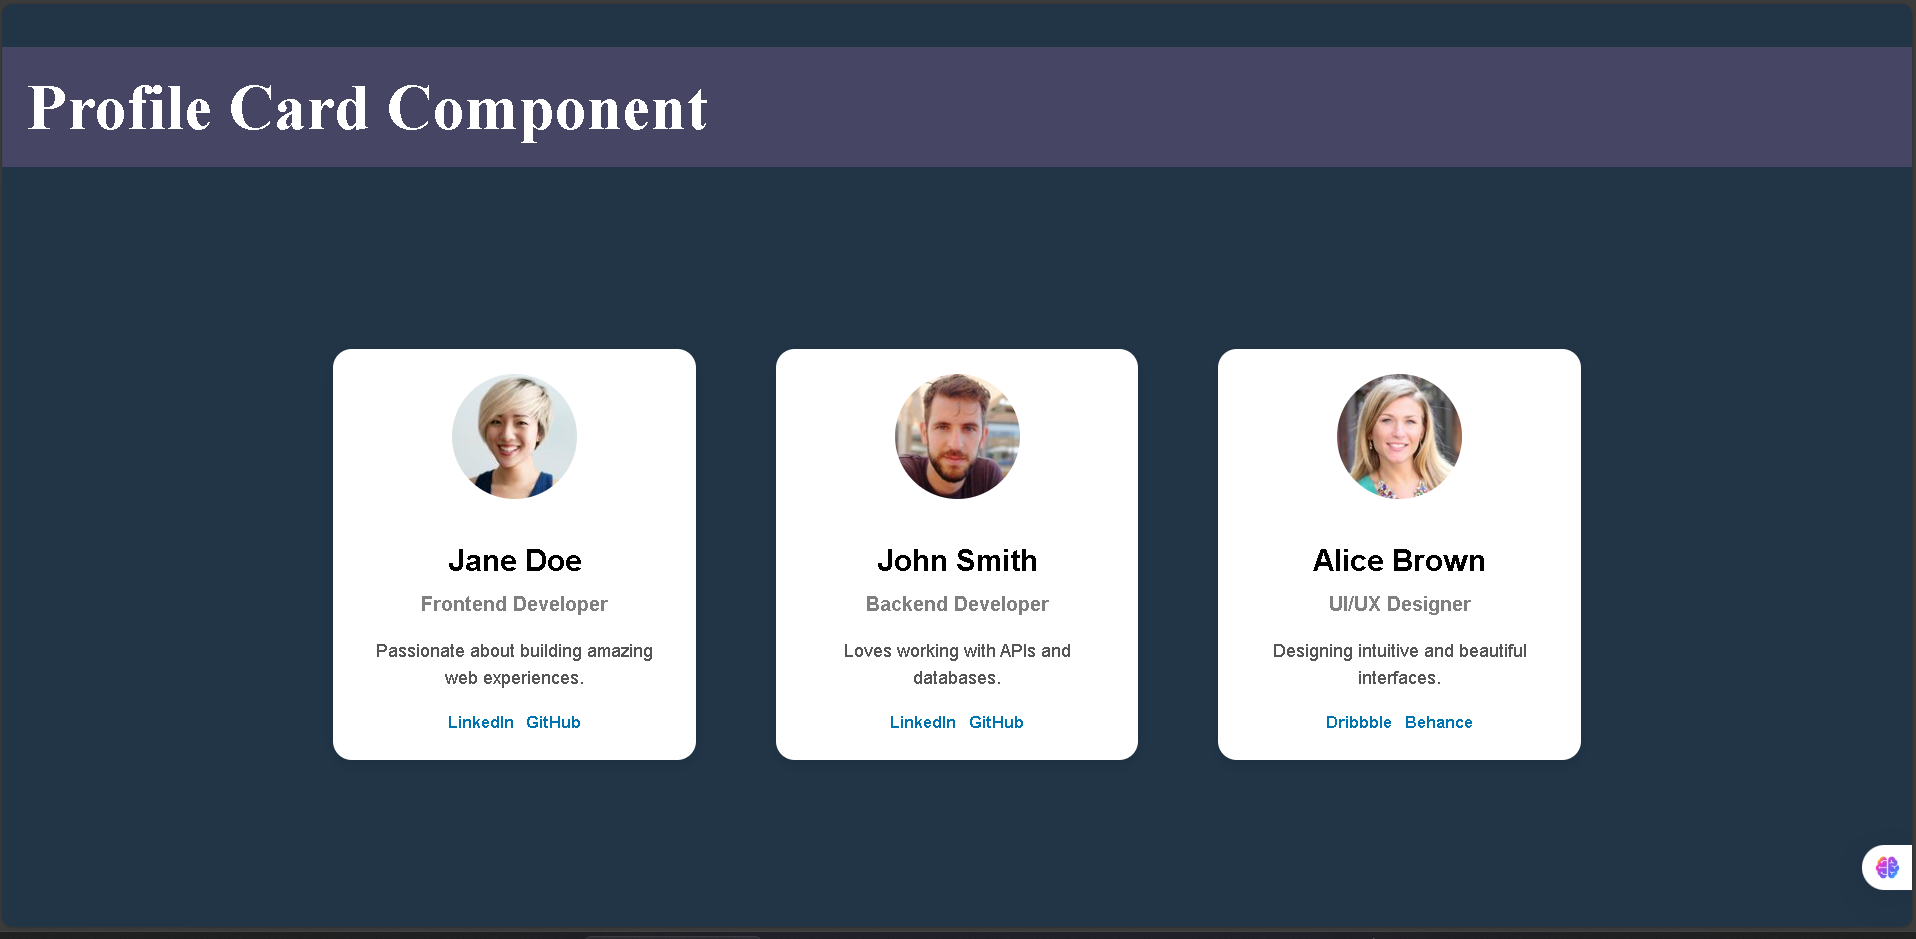 Profile Card Component
Jane Doe
Frontend Developer
Passionate about building amazing
web experiences.
LinkedIn GitHub
John Smith
Backend Developer
Loves working with APIs and
databases.
LinkedIn GitHub
Alice Brown
UI/UX Designer
Designing intuitive and beautiful
interfaces.
Dribbble Behance